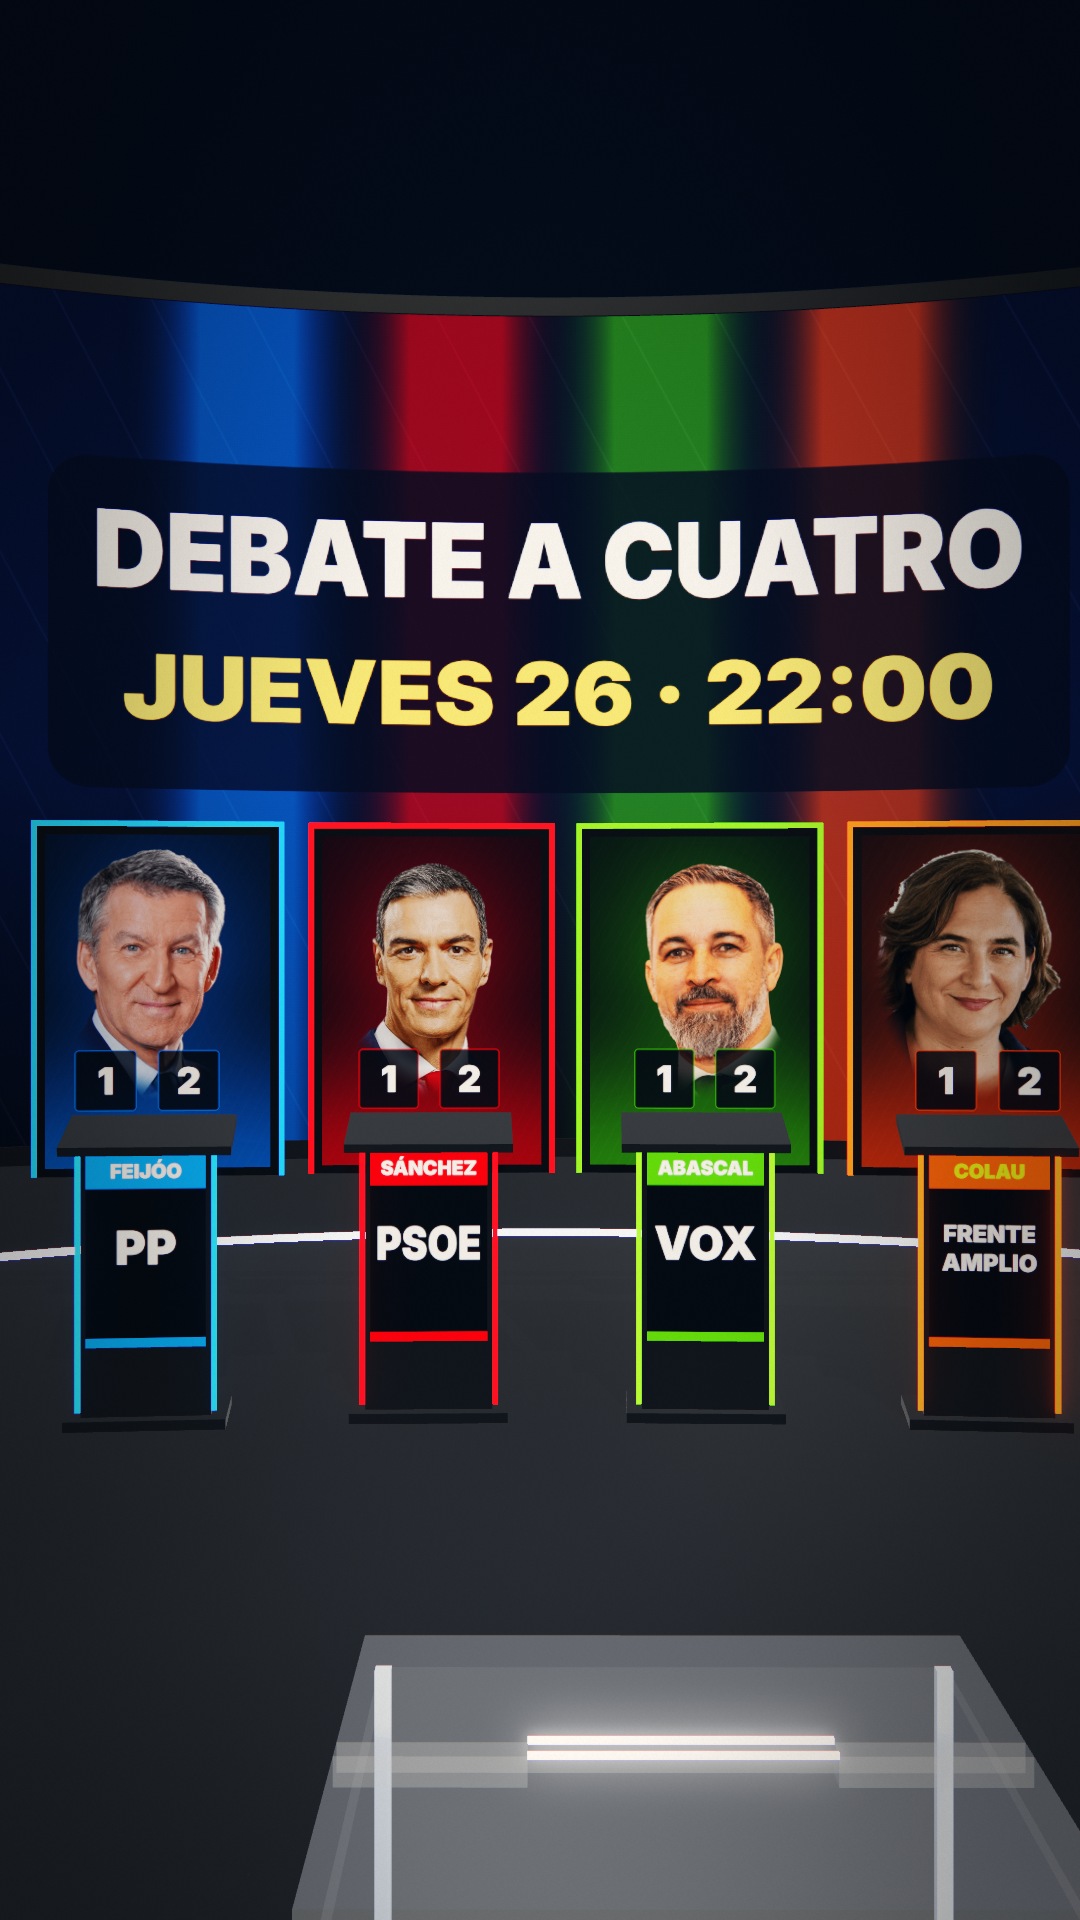 DEBATE A CUATRO
JUEVES 26 · 22:00
1 2
1 2
1 2
1 2
FEIJÓO
SÁNCHEZ
ABASCAL
COLAU
PP
PSOE
VOX
FRENTE
AMPLIO